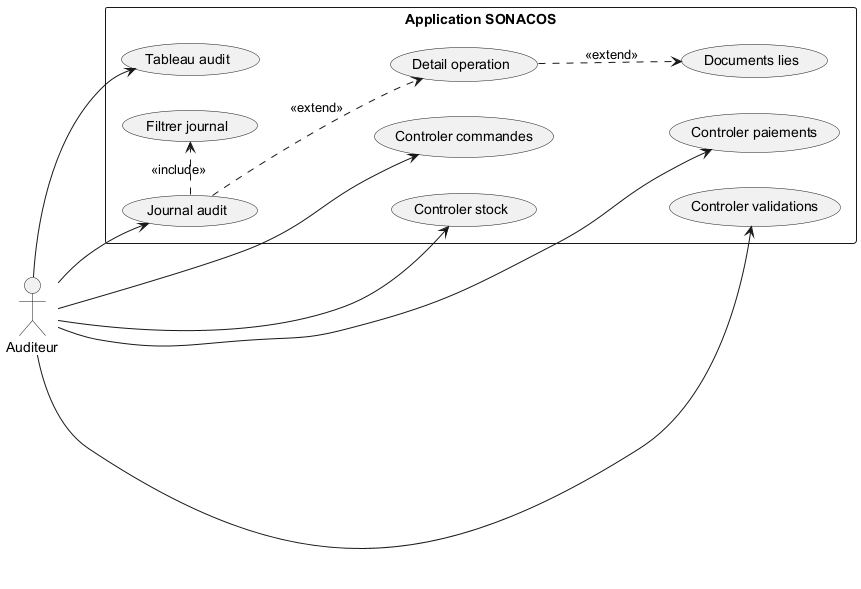 Application SONACOS
Tableau audit
Detail operation
«extend»
Documents lies
«extend»
Filtrer journal
Controler commandes
Controler paiements
«include»
Journal audit
Controler stock
Controler validations
Auditeur